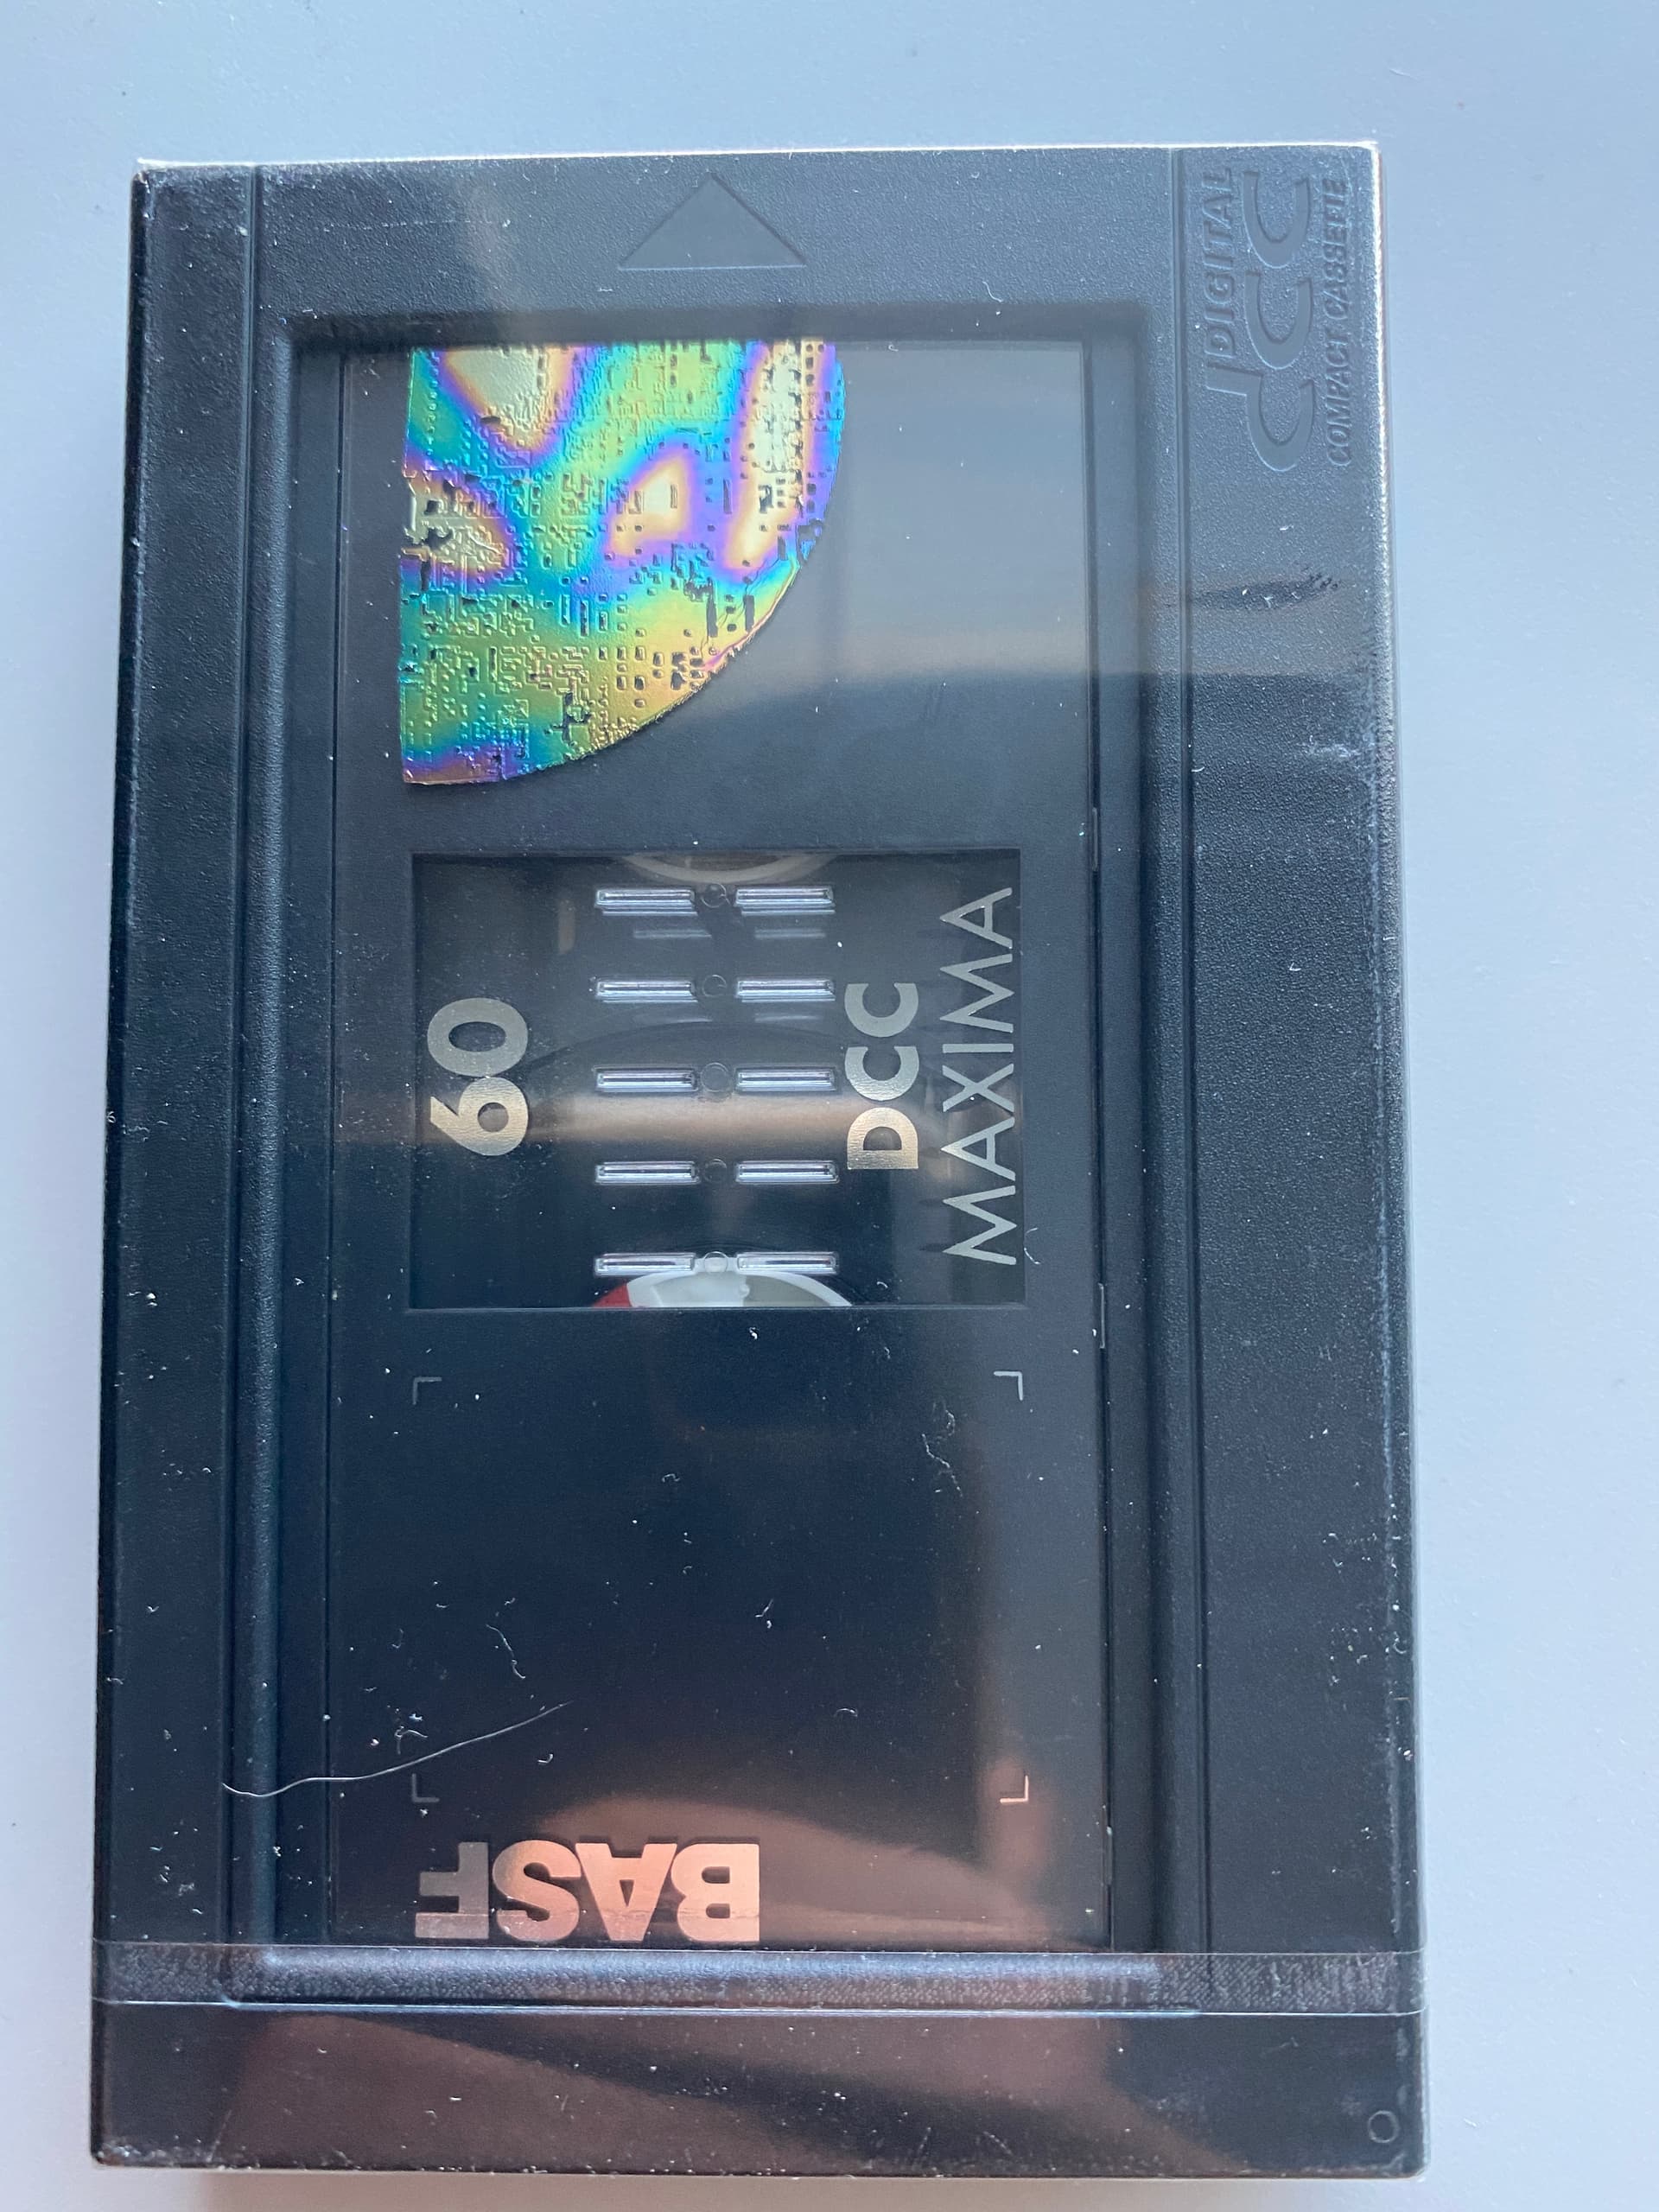 DIGITAL
dcc
COMPACT CASSETTE
60
DCC
MAXIMA
BASF